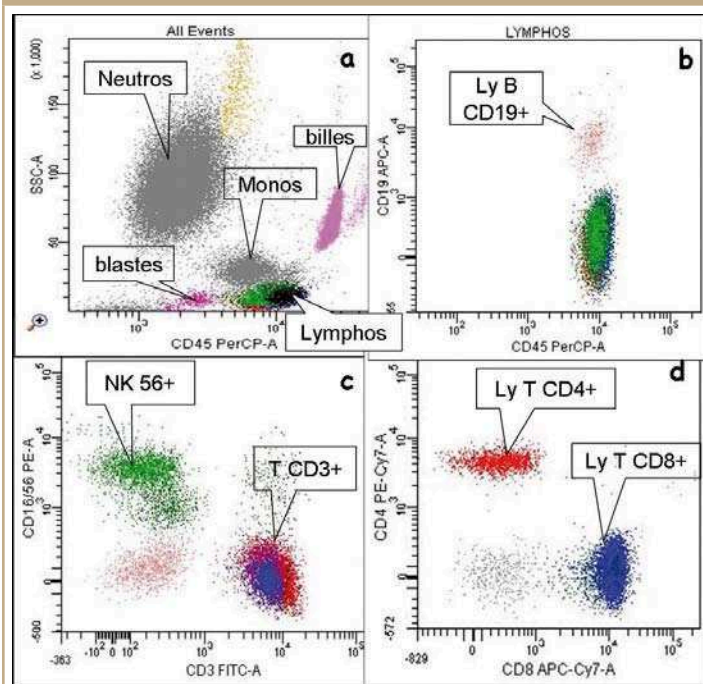 All Events
a
Neutros
billes
Monos
blastes
Lymphos
SSC-A
(x 1,000)
150
100
50
10³
10⁴
CD45 PerCP-A
LYMPHOS
b
Ly B
CD19+
CD19 APC-A
10⁵
10⁴
10³
0
10²
10³
10⁴
10⁵
CD45 PerCP-A
c
NK 56+
T CD3+
CD16/56 PE-A
10⁵
10⁴
10³
0
-500
-363
-10²
0
10²
10³
10⁴
10⁵
CD3 FITC-A
d
Ly T CD4+
Ly T CD8+
CD4 PE-Cy7-A
10⁵
10⁴
10³
0
-572
-829
0
10³
10⁴
10⁵
CD8 APC-Cy7-A